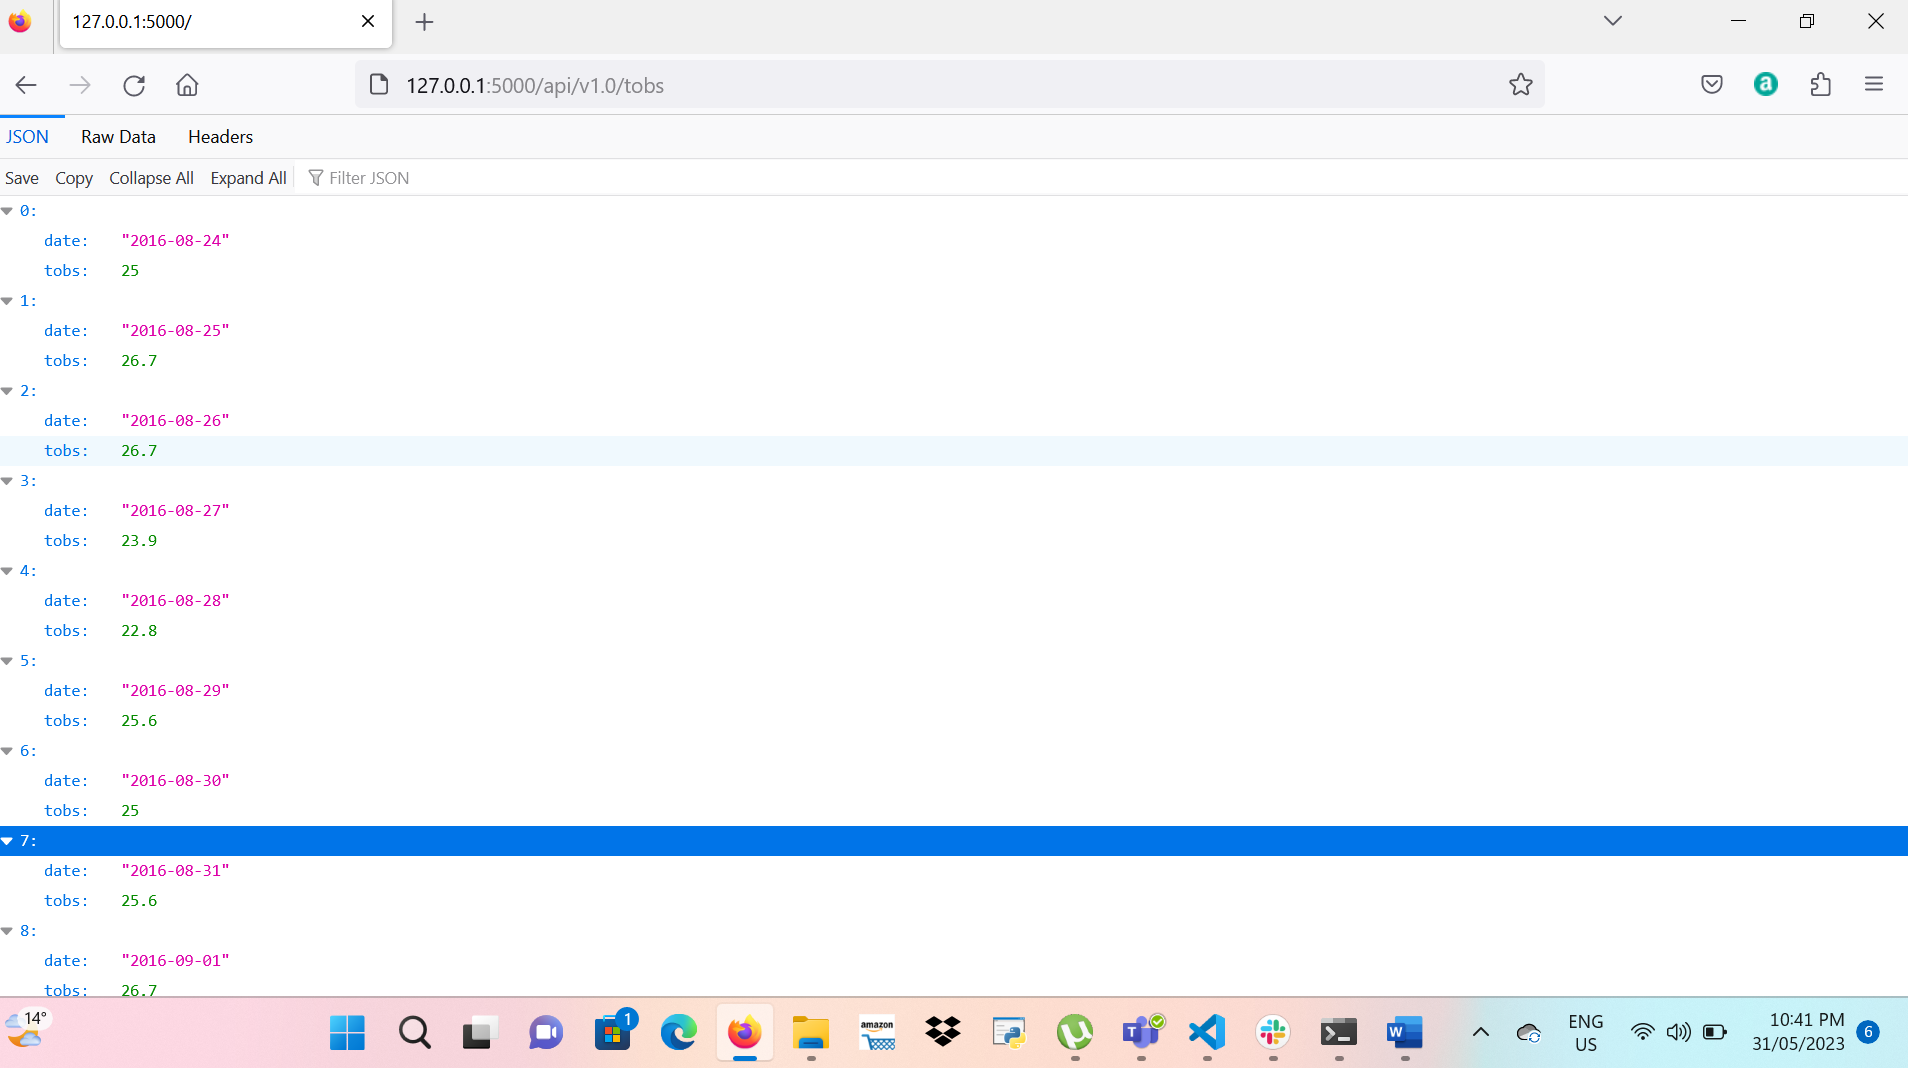 127.0.0.1:5000/
127.0.0.1:5000/api/v1.0/tobs
JSON Raw Data Headers
Save Copy Collapse All Expand All Filter JSON
0:
date: "2016-08-24"
tobs: 25
1:
date: "2016-08-25"
tobs: 26.7
2:
date: "2016-08-26"
tobs: 26.7
3:
date: "2016-08-27"
tobs: 23.9
4:
date: "2016-08-28"
tobs: 22.8
5:
date: "2016-08-29"
tobs: 25.6
6:
date: "2016-08-30"
tobs: 25
7:
date: "2016-08-31"
tobs: 25.6
8:
date: "2016-09-01"
tobs: 26.7
14°
1
amazon
ENG
US
10:41 PM
31/05/2023
6